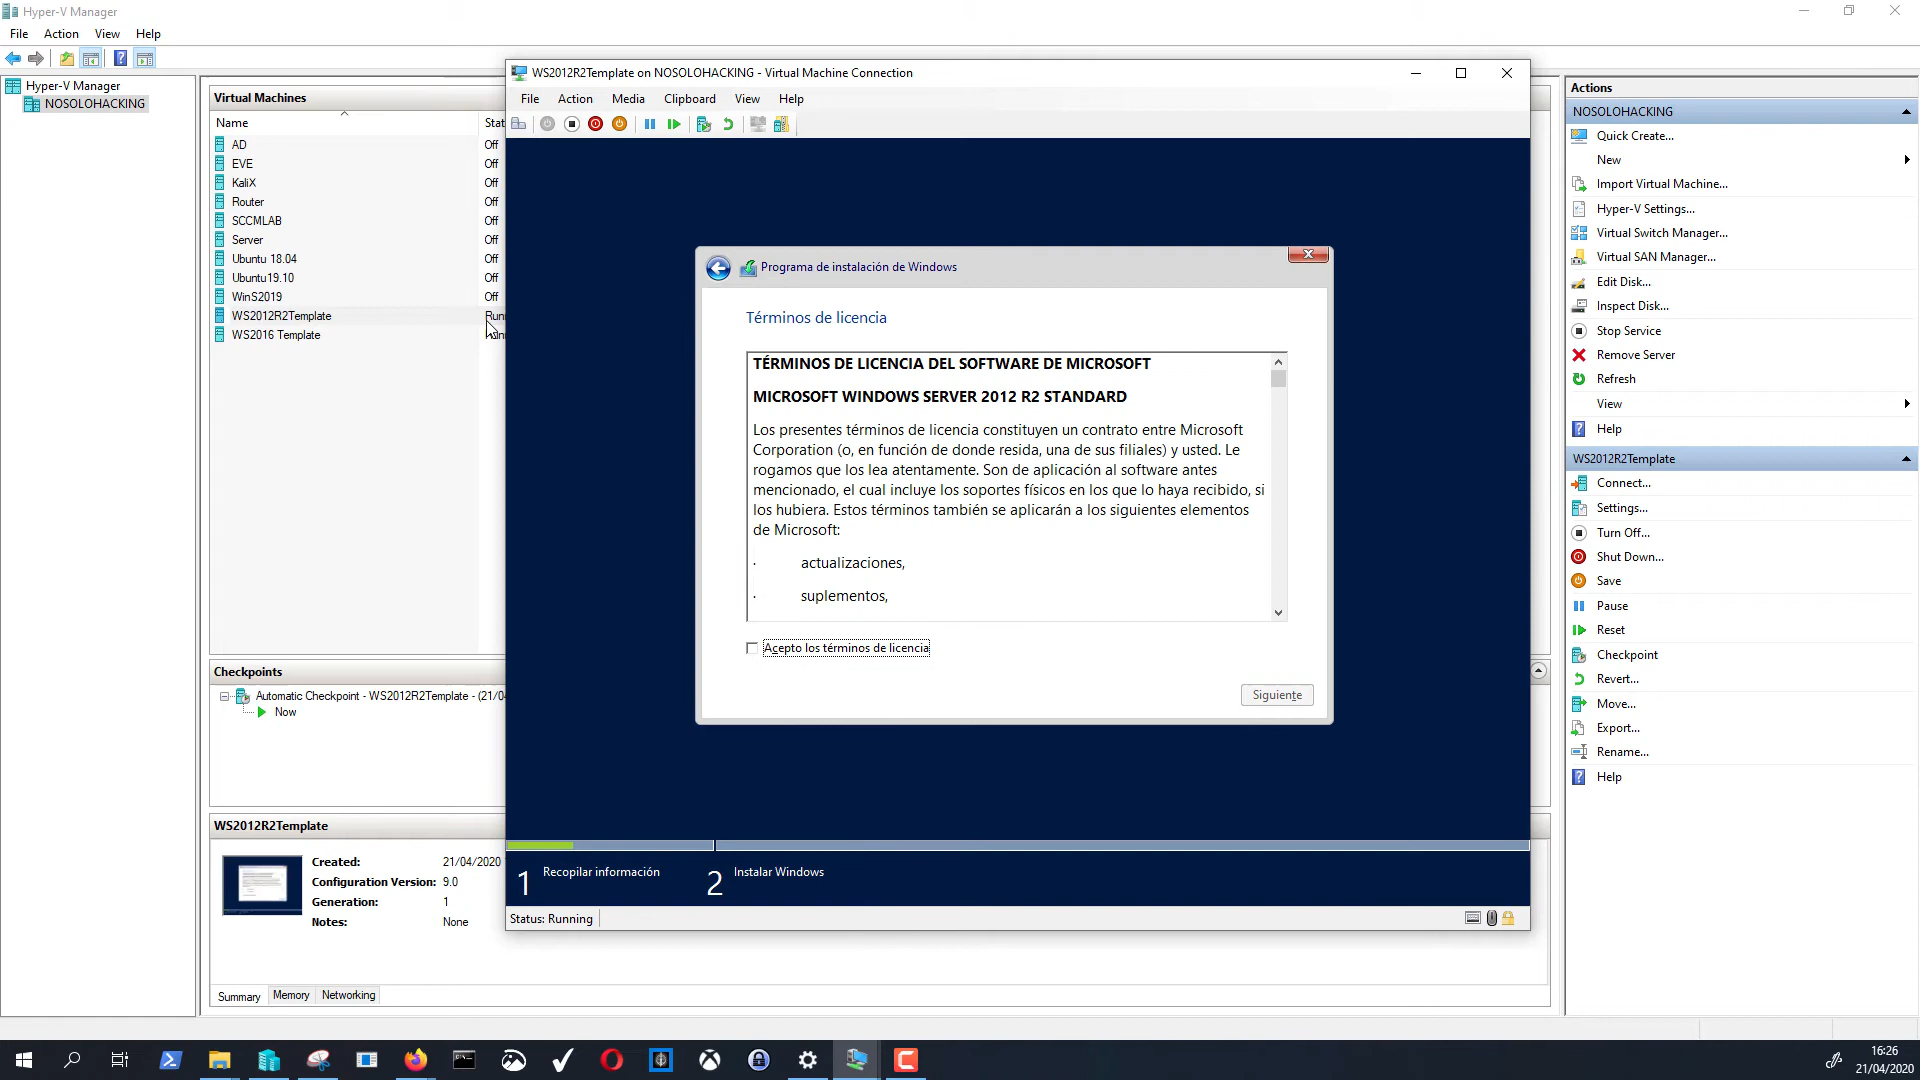 Hyper-V Manager
File Action View Help
Hyper-V Manager
NOSOLOHACKING
Virtual Machines
Name
AD Off
EVE Off
KaliX Off
Router Off
SCCMLAB Off
Server Off
Ubuntu 18.04 Off
Ubuntu19.10 Off
WinS2019 Off
WS2012R2Template
WS2016 Template
Checkpoints
Automatic Checkpoint - WS2012R2Template - (21/04
Now
WS2012R2Template
Created: 21/04/2020
Configuration Version: 9.0
Generation: 1
Notes: None
Summary Memory Networking
WS2012R2Template on NOSOLOHACKING - Virtual Machine Connection
File Action Media Clipboard View Help
Programa de instalación de Windows
Términos de licencia
TÉRMINOS DE LICENCIA DEL SOFTWARE DE MICROSOFT
MICROSOFT WINDOWS SERVER 2012 R2 STANDARD
Los presentes términos de licencia constituyen un contrato entre Microsoft
Corporation (o, en función de donde resida, una de sus filiales) y usted. Le
rogamos que los lea atentamente. Son de aplicación al software antes
mencionado, el cual incluye los soportes físicos en los que lo haya recibido, si
los hubiera. Estos términos también se aplicarán a los siguientes elementos
de Microsoft:
· actualizaciones,
· suplementos,
Acepto los términos de licencia
Siguiente
1 Recopilar información 2 Instalar Windows
Status: Running
Actions
NOSOLOHACKING
Quick Create...
New
Import Virtual Machine...
Hyper-V Settings...
Virtual Switch Manager...
Virtual SAN Manager...
Edit Disk...
Inspect Disk...
Stop Service
Remove Server
Refresh
View
Help
WS2012R2Template
Connect...
Settings...
Turn Off...
Shut Down...
Save
Pause
Reset
Checkpoint
Revert...
Move...
Export...
Rename...
Help
16:26
21/04/2020